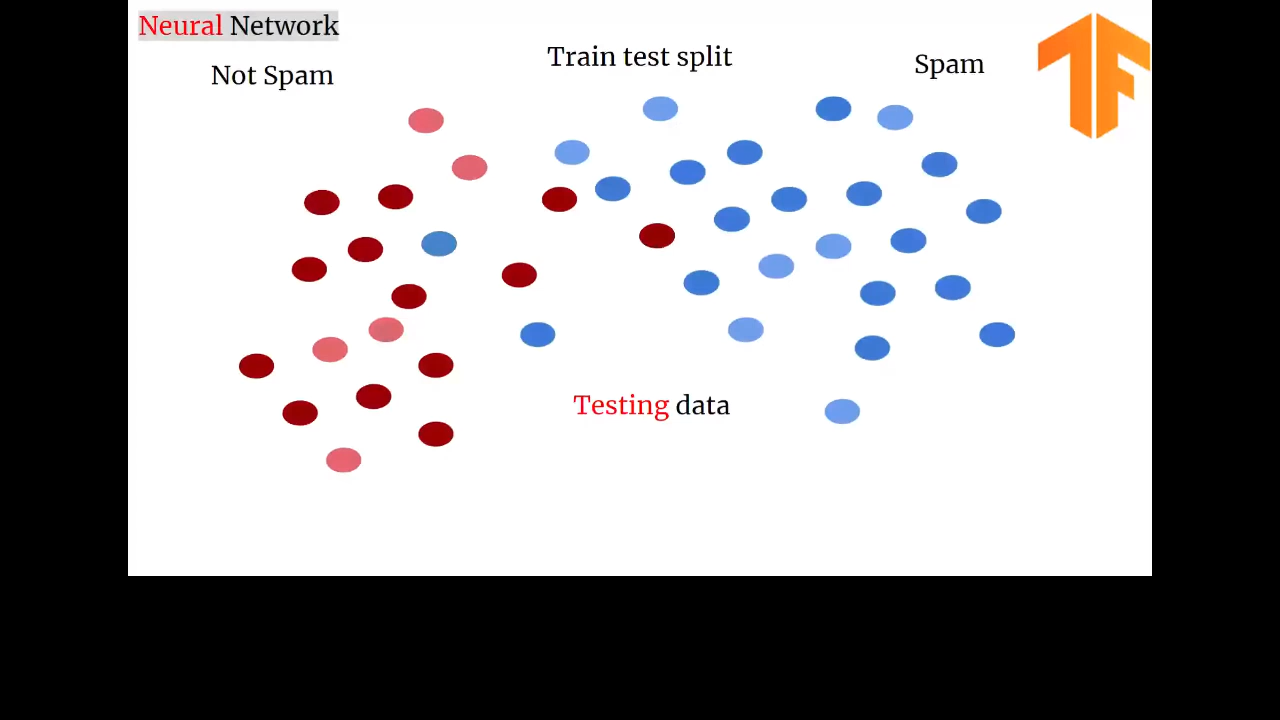 Neural Network
Train test split
Not Spam
Spam
Testing data